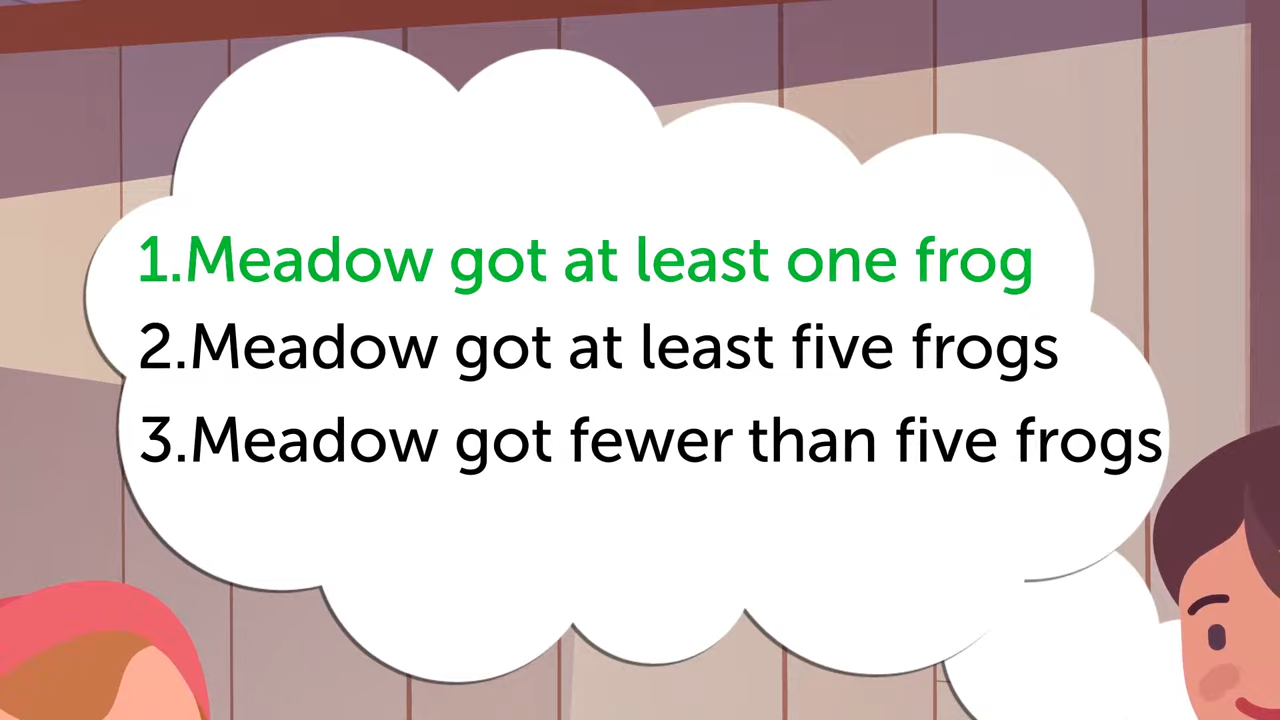 1.Meadow got at least one frog
2.Meadow got at least five frogs
3.Meadow got fewer than five frogs